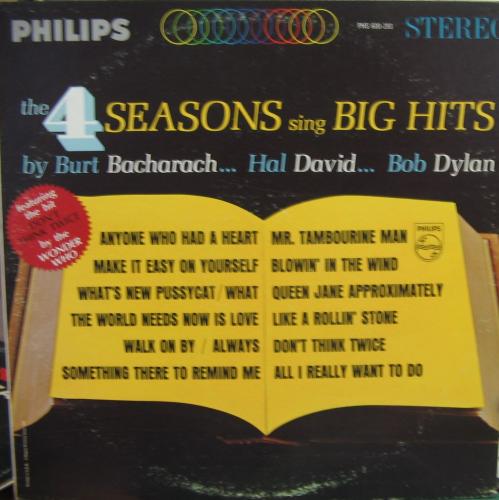 PHILIPS
STEREO
the 4 SEASONS sing BIG HITS
by Burt Bacharach... Hal David... Bob Dylan
featuring
the hit
DON'T
THINK TWICE
by the
WONDER
WHO
PHILIPS
ANYONE WHO HAD A HEART
MAKE IT EASY ON YOURSELF
WHAT'S NEW PUSSYCAT / WHAT
THE WORLD NEEDS NOW IS LOVE
WALK ON BY / ALWAYS
SOMETHING THERE TO REMIND ME
MR. TAMBOURINE MAN
BLOWIN' IN THE WIND
QUEEN JANE APPROXIMATELY
LIKE A ROLLIN' STONE
DON'T THINK TWICE
ALL I REALLY WANT TO DO